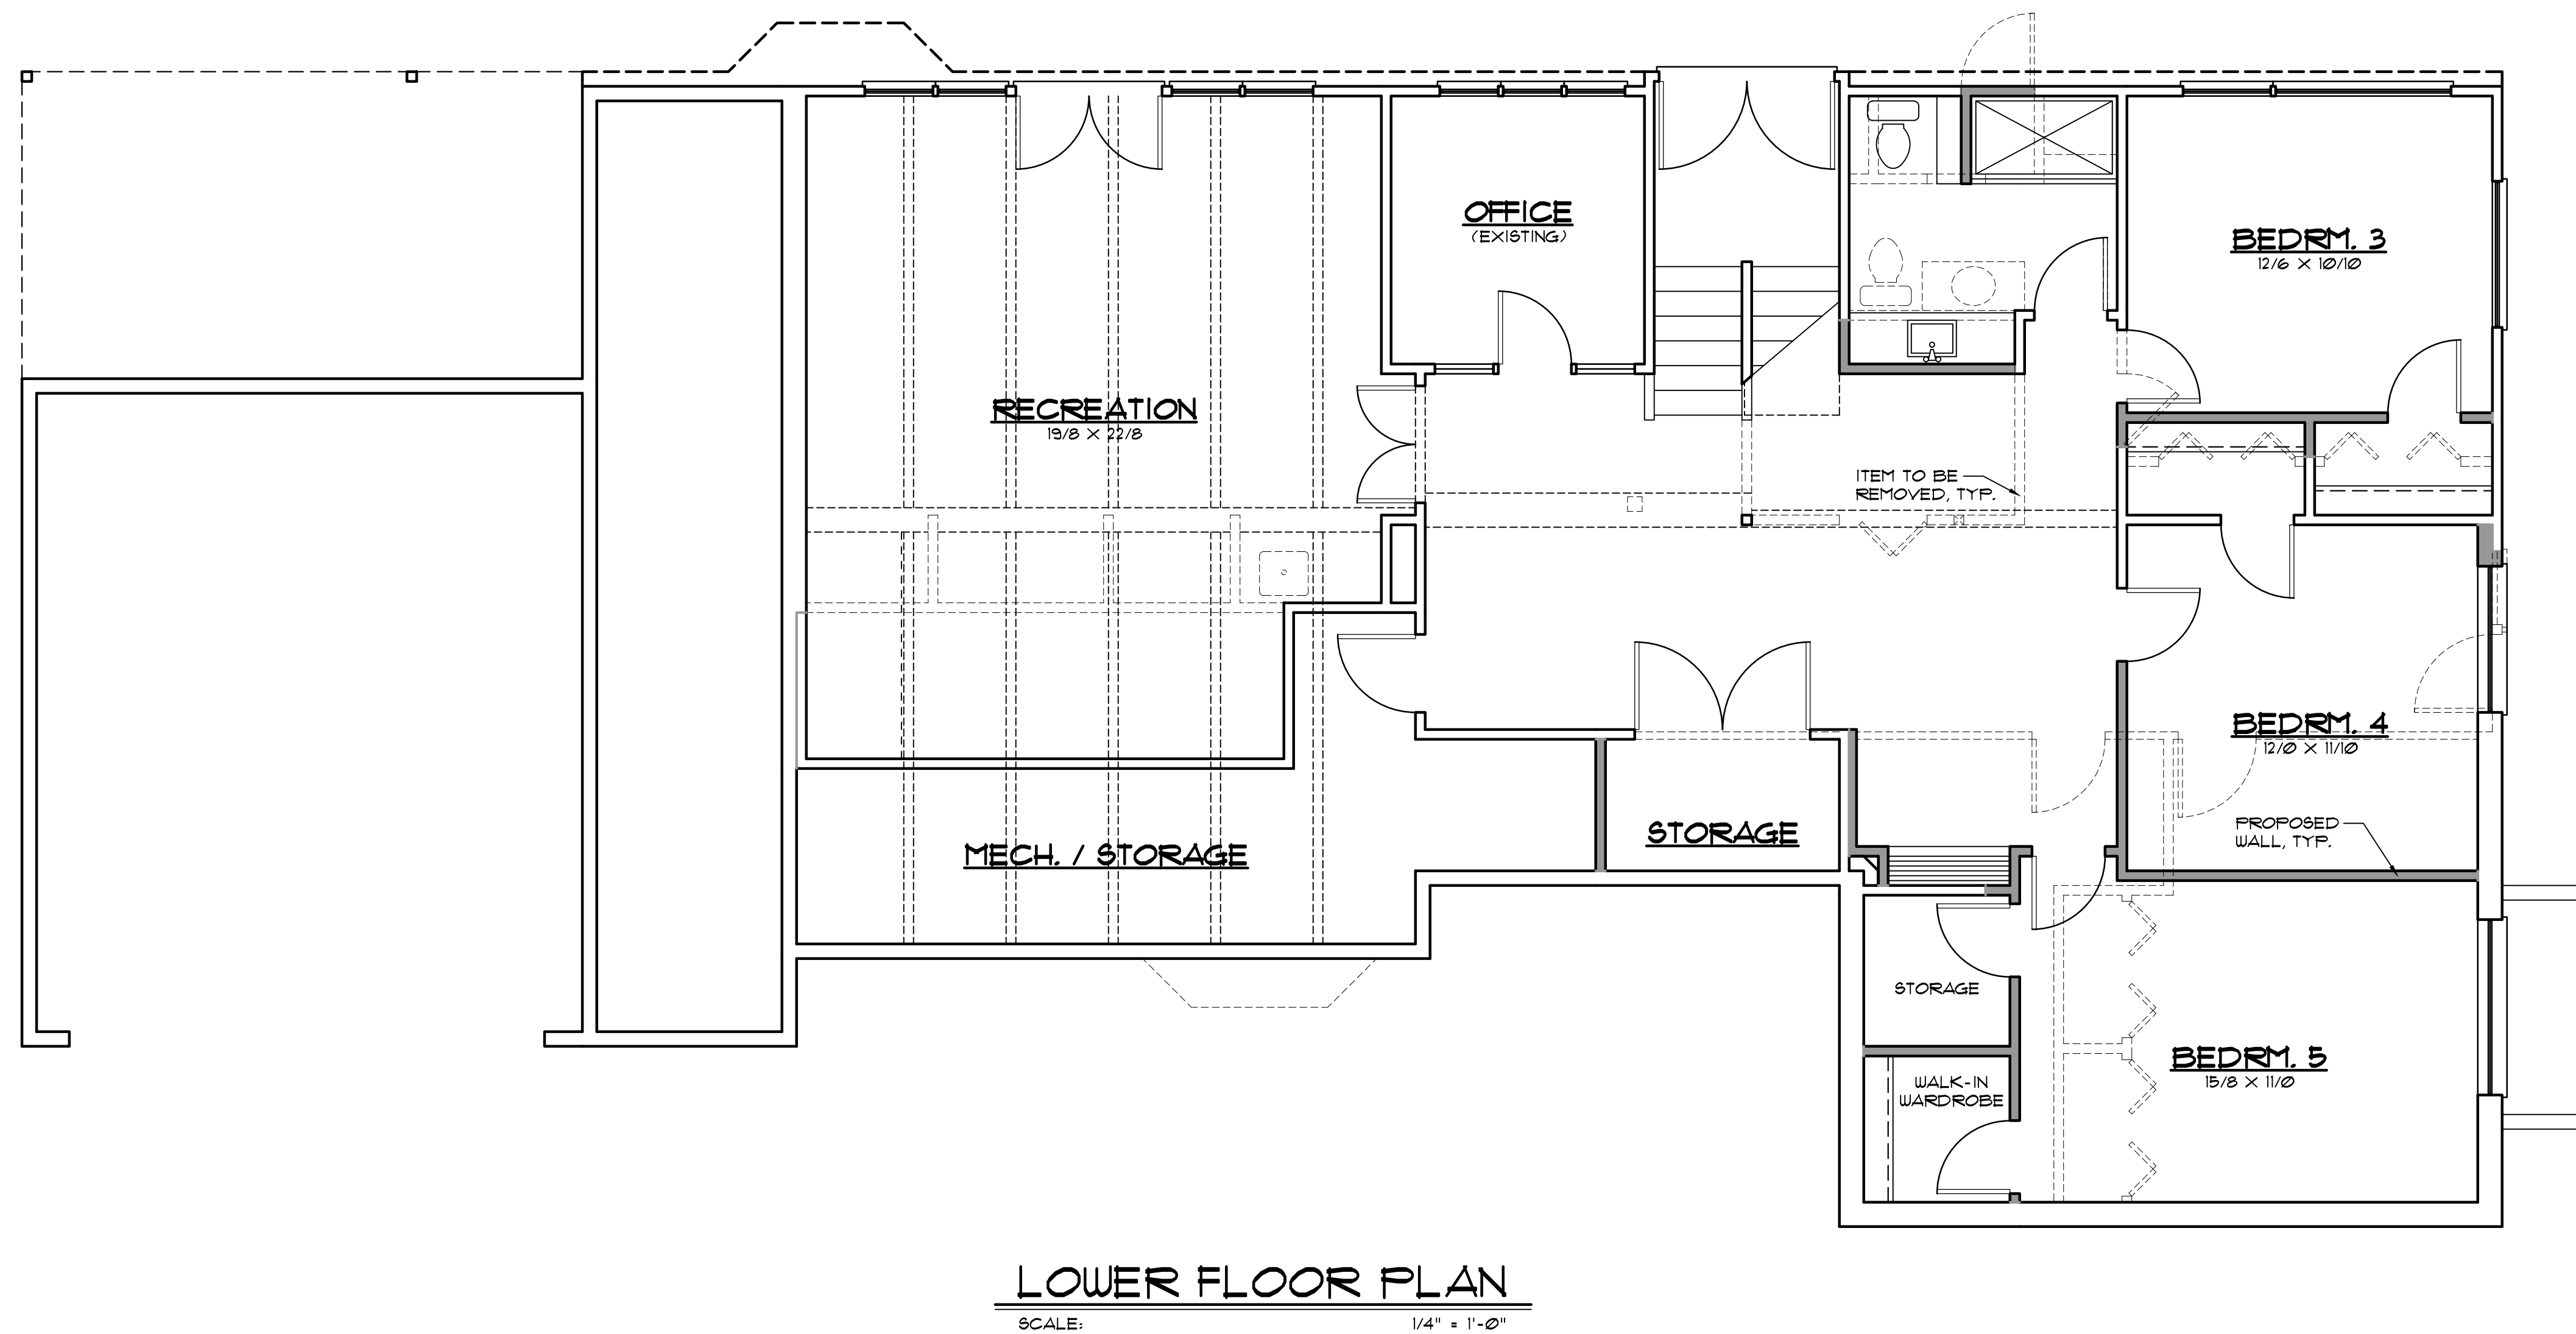 OFFICE
(EXISTING)
BEDRM. 3
12/6 X 10/10
RECREATION
19/8 X 22/8
ITEM TO BE
REMOVED, TYP.
BEDRM. 4
12/0 X 11/10
PROPOSED
WALL, TYP.
STORAGE
MECH. / STORAGE
STORAGE
BEDRM. 5
15/8 X 11/0
WALK-IN
WARDROBE
LOWER FLOOR PLAN
SCALE: 1/4" = 1'-0"